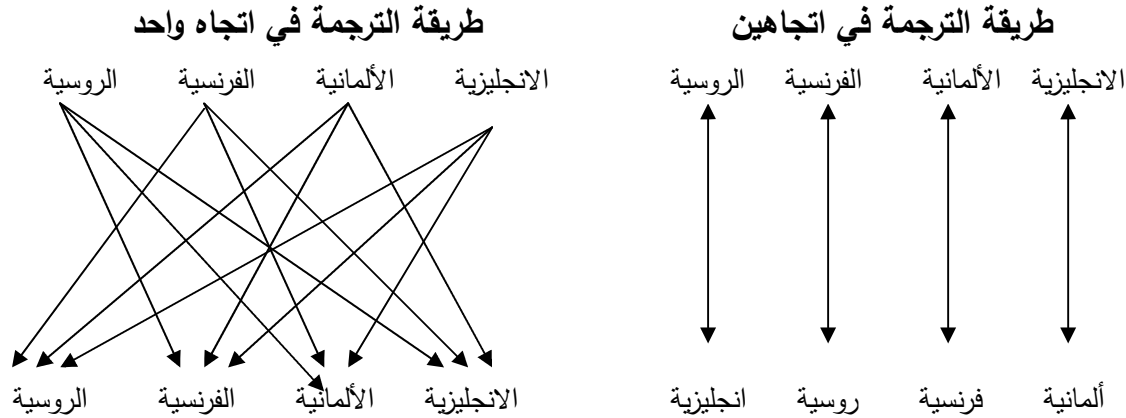 طريقة الترجمة في اتجاهين
الانجليزية الألمانية الفرنسية الروسية
ألمانية فرنسية روسية انجليزية
طريقة الترجمة في اتجاه واحد
الانجليزية الألمانية الفرنسية الروسية
الانجليزية الألمانية الفرنسية الروسية